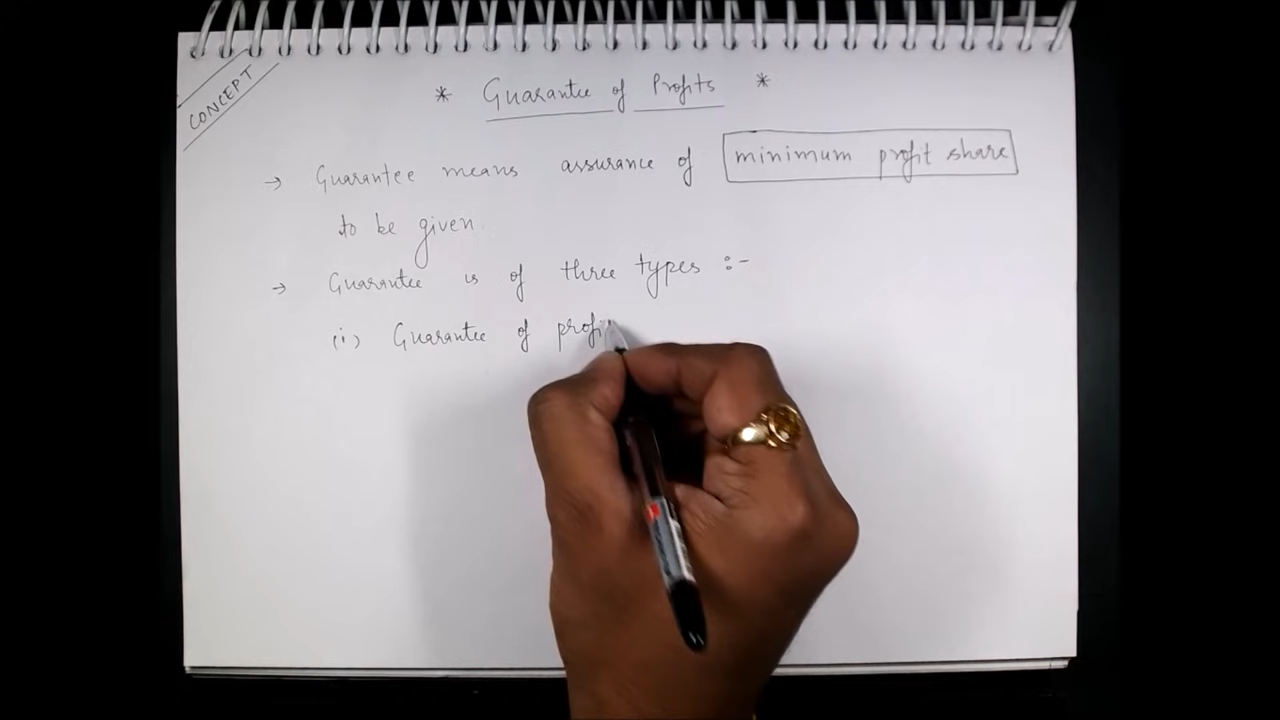 CONCEPT
* Guarantee of Profits *
→ Guarantee means assurance of minimum profit share
to be given
→ Guarantee is of three types :-
(i) Guarantee of profi